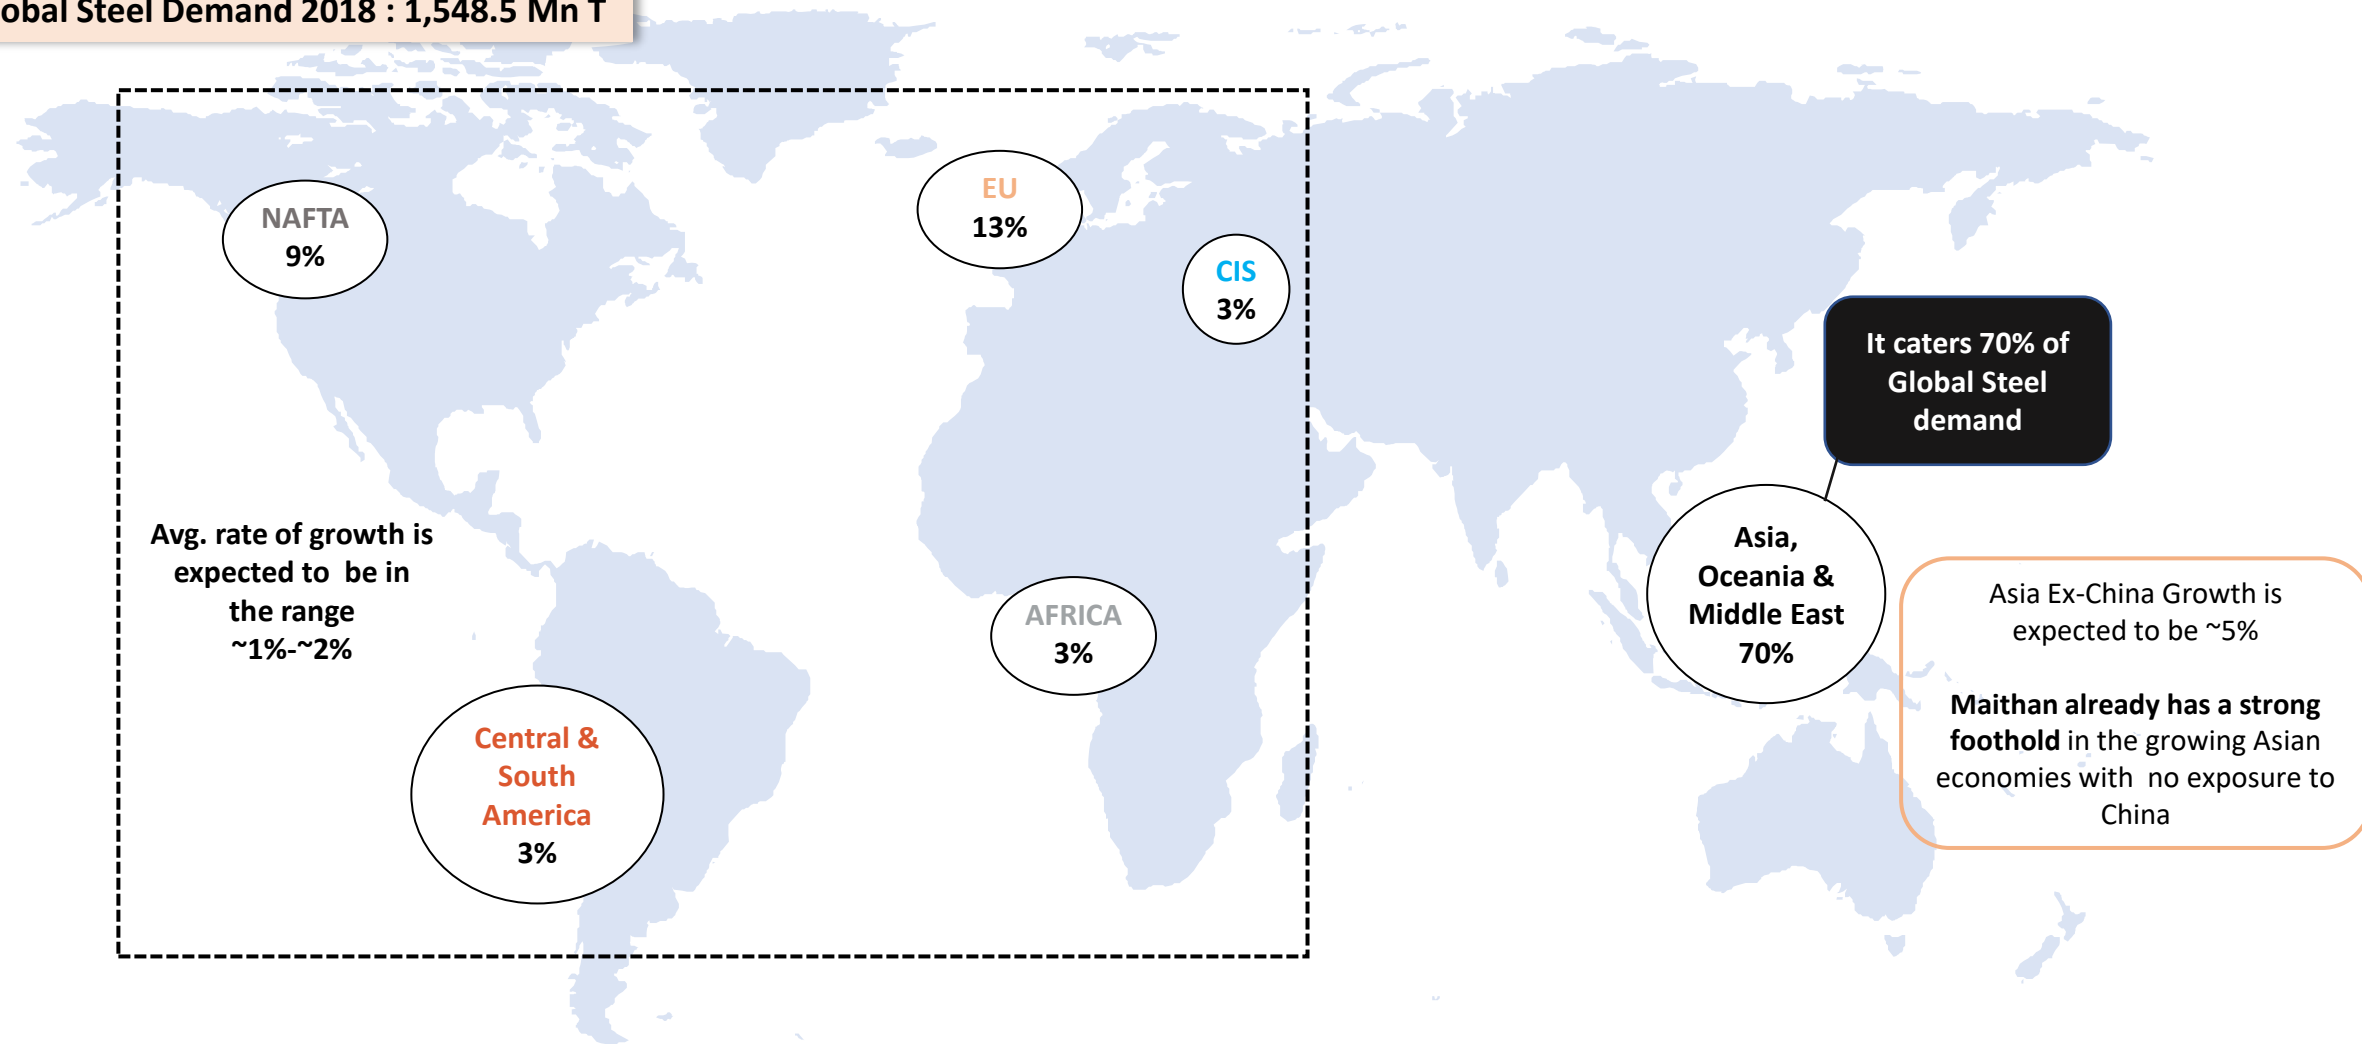 obal Steel Demand 2018 : 1,548.5 Mn T
NAFTA
9%
EU
13%
CIS
3%
It caters 70% of
Global Steel
demand
Avg. rate of growth is
expected to  be in
the range
~1%-~2%
Asia,
Oceania &
Middle East
70%
AFRICA
3%
Asia Ex-China Growth is
expected to be ~5%
Maithan already has a strong
foothold in the growing Asian
economies with  no exposure to
China
Central &
South
America
3%